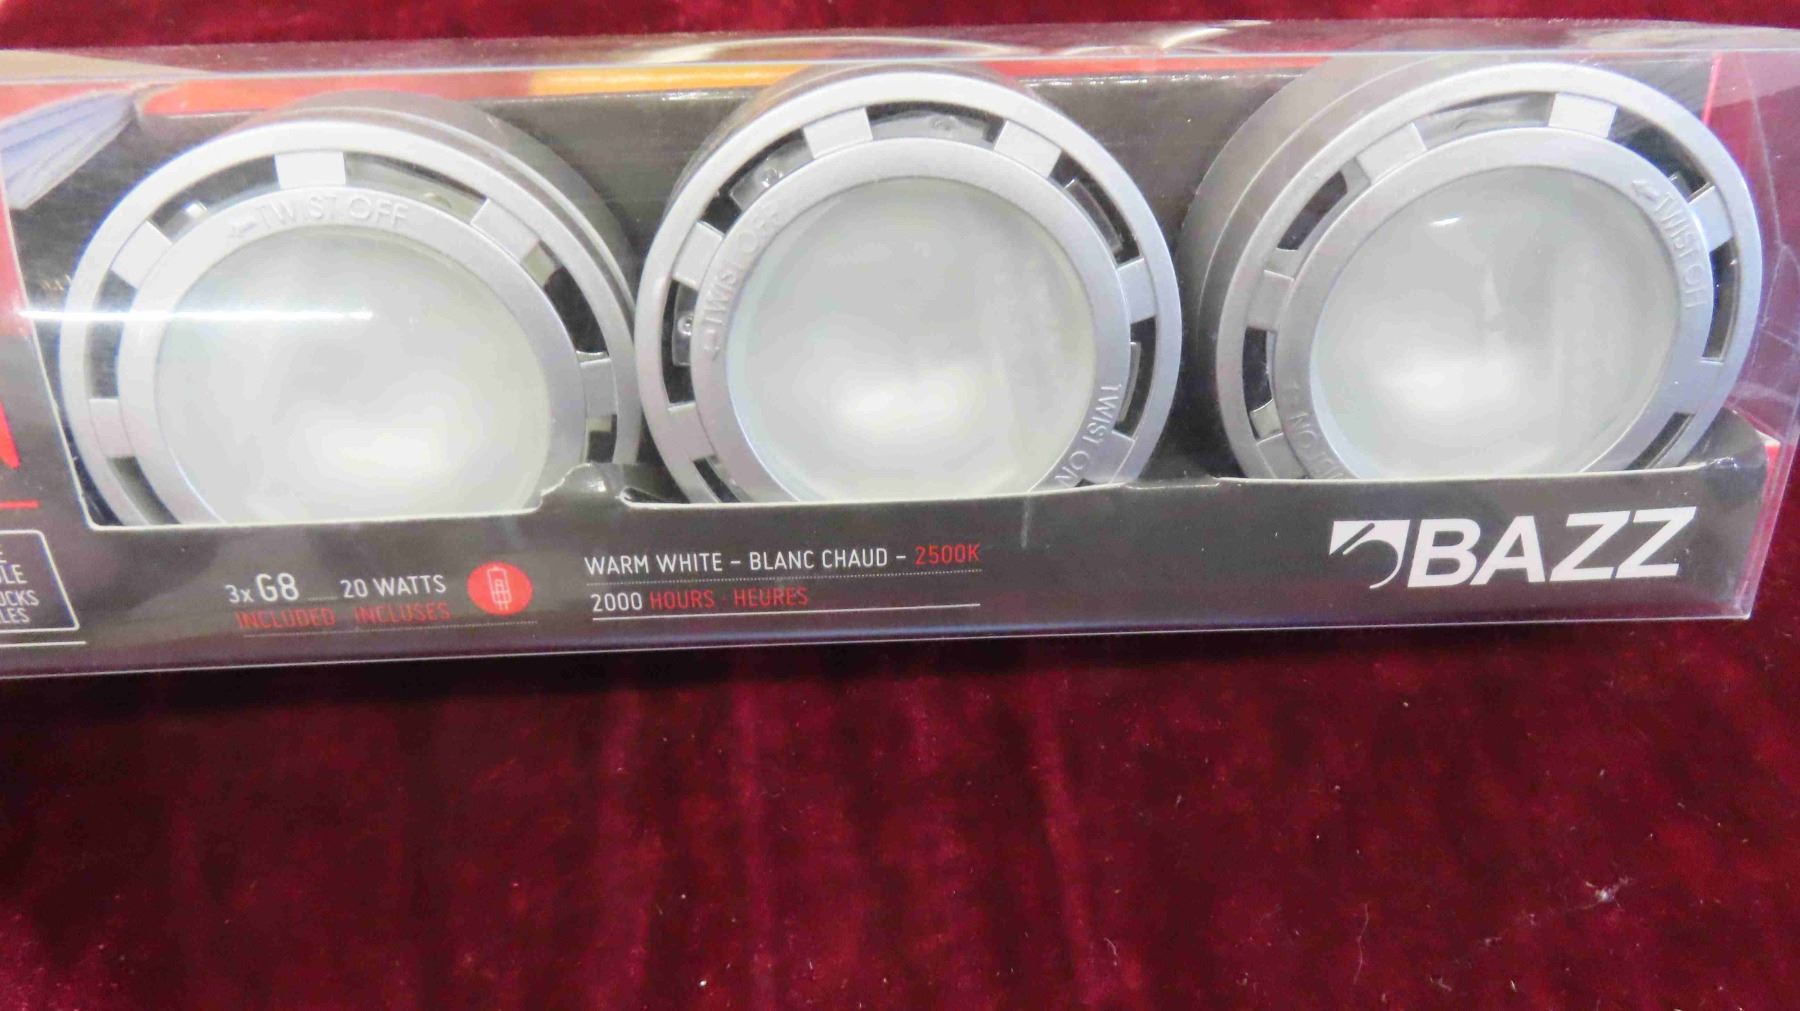 TWIST OFF
TWIST OFF
TWIST ON
TWIST OFF
ON
3x G8 20 WATTS
INCLUDED INCLUSES
WARM WHITE – BLANC CHAUD – 2500K
2000 HOURS · HEURES
BAZZ